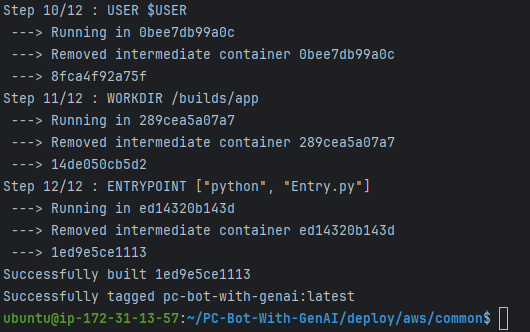 Step 10/12 : USER $USER
 ---> Running in 0bee7db99a0c
 ---> Removed intermediate container 0bee7db99a0c
 ---> 8fca4f92a75f
Step 11/12 : WORKDIR /builds/app
 ---> Running in 289cea5a07a7
 ---> Removed intermediate container 289cea5a07a7
 ---> 14de050cb5d2
Step 12/12 : ENTRYPOINT ["python", "Entry.py"]
 ---> Running in ed14320b143d
 ---> Removed intermediate container ed14320b143d
 ---> 1ed9e5ce1113
Successfully built 1ed9e5ce1113
Successfully tagged pc-bot-with-genai:latest
ubuntu@ip-172-31-13-57:~/PC-Bot-With-GenAI/deploy/aws/common$